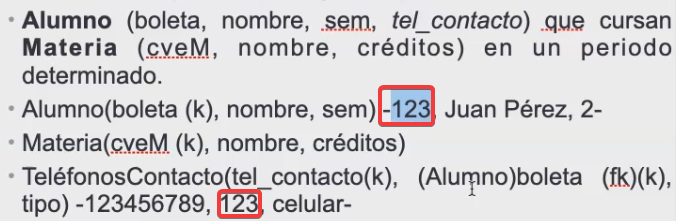 • Alumno (boleta, nombre, sem, tel_contacto) que cursan
Materia (cveM, nombre, créditos) en un periodo
determinado.
• Alumno(boleta (k), nombre, sem) -123, Juan Pérez, 2-
• Materia(cveM (k), nombre, créditos)
• TeléfonosContacto(tel_contacto(k), (Alumno)boleta (fk)(k),
tipo) -123456789, 123, celular-